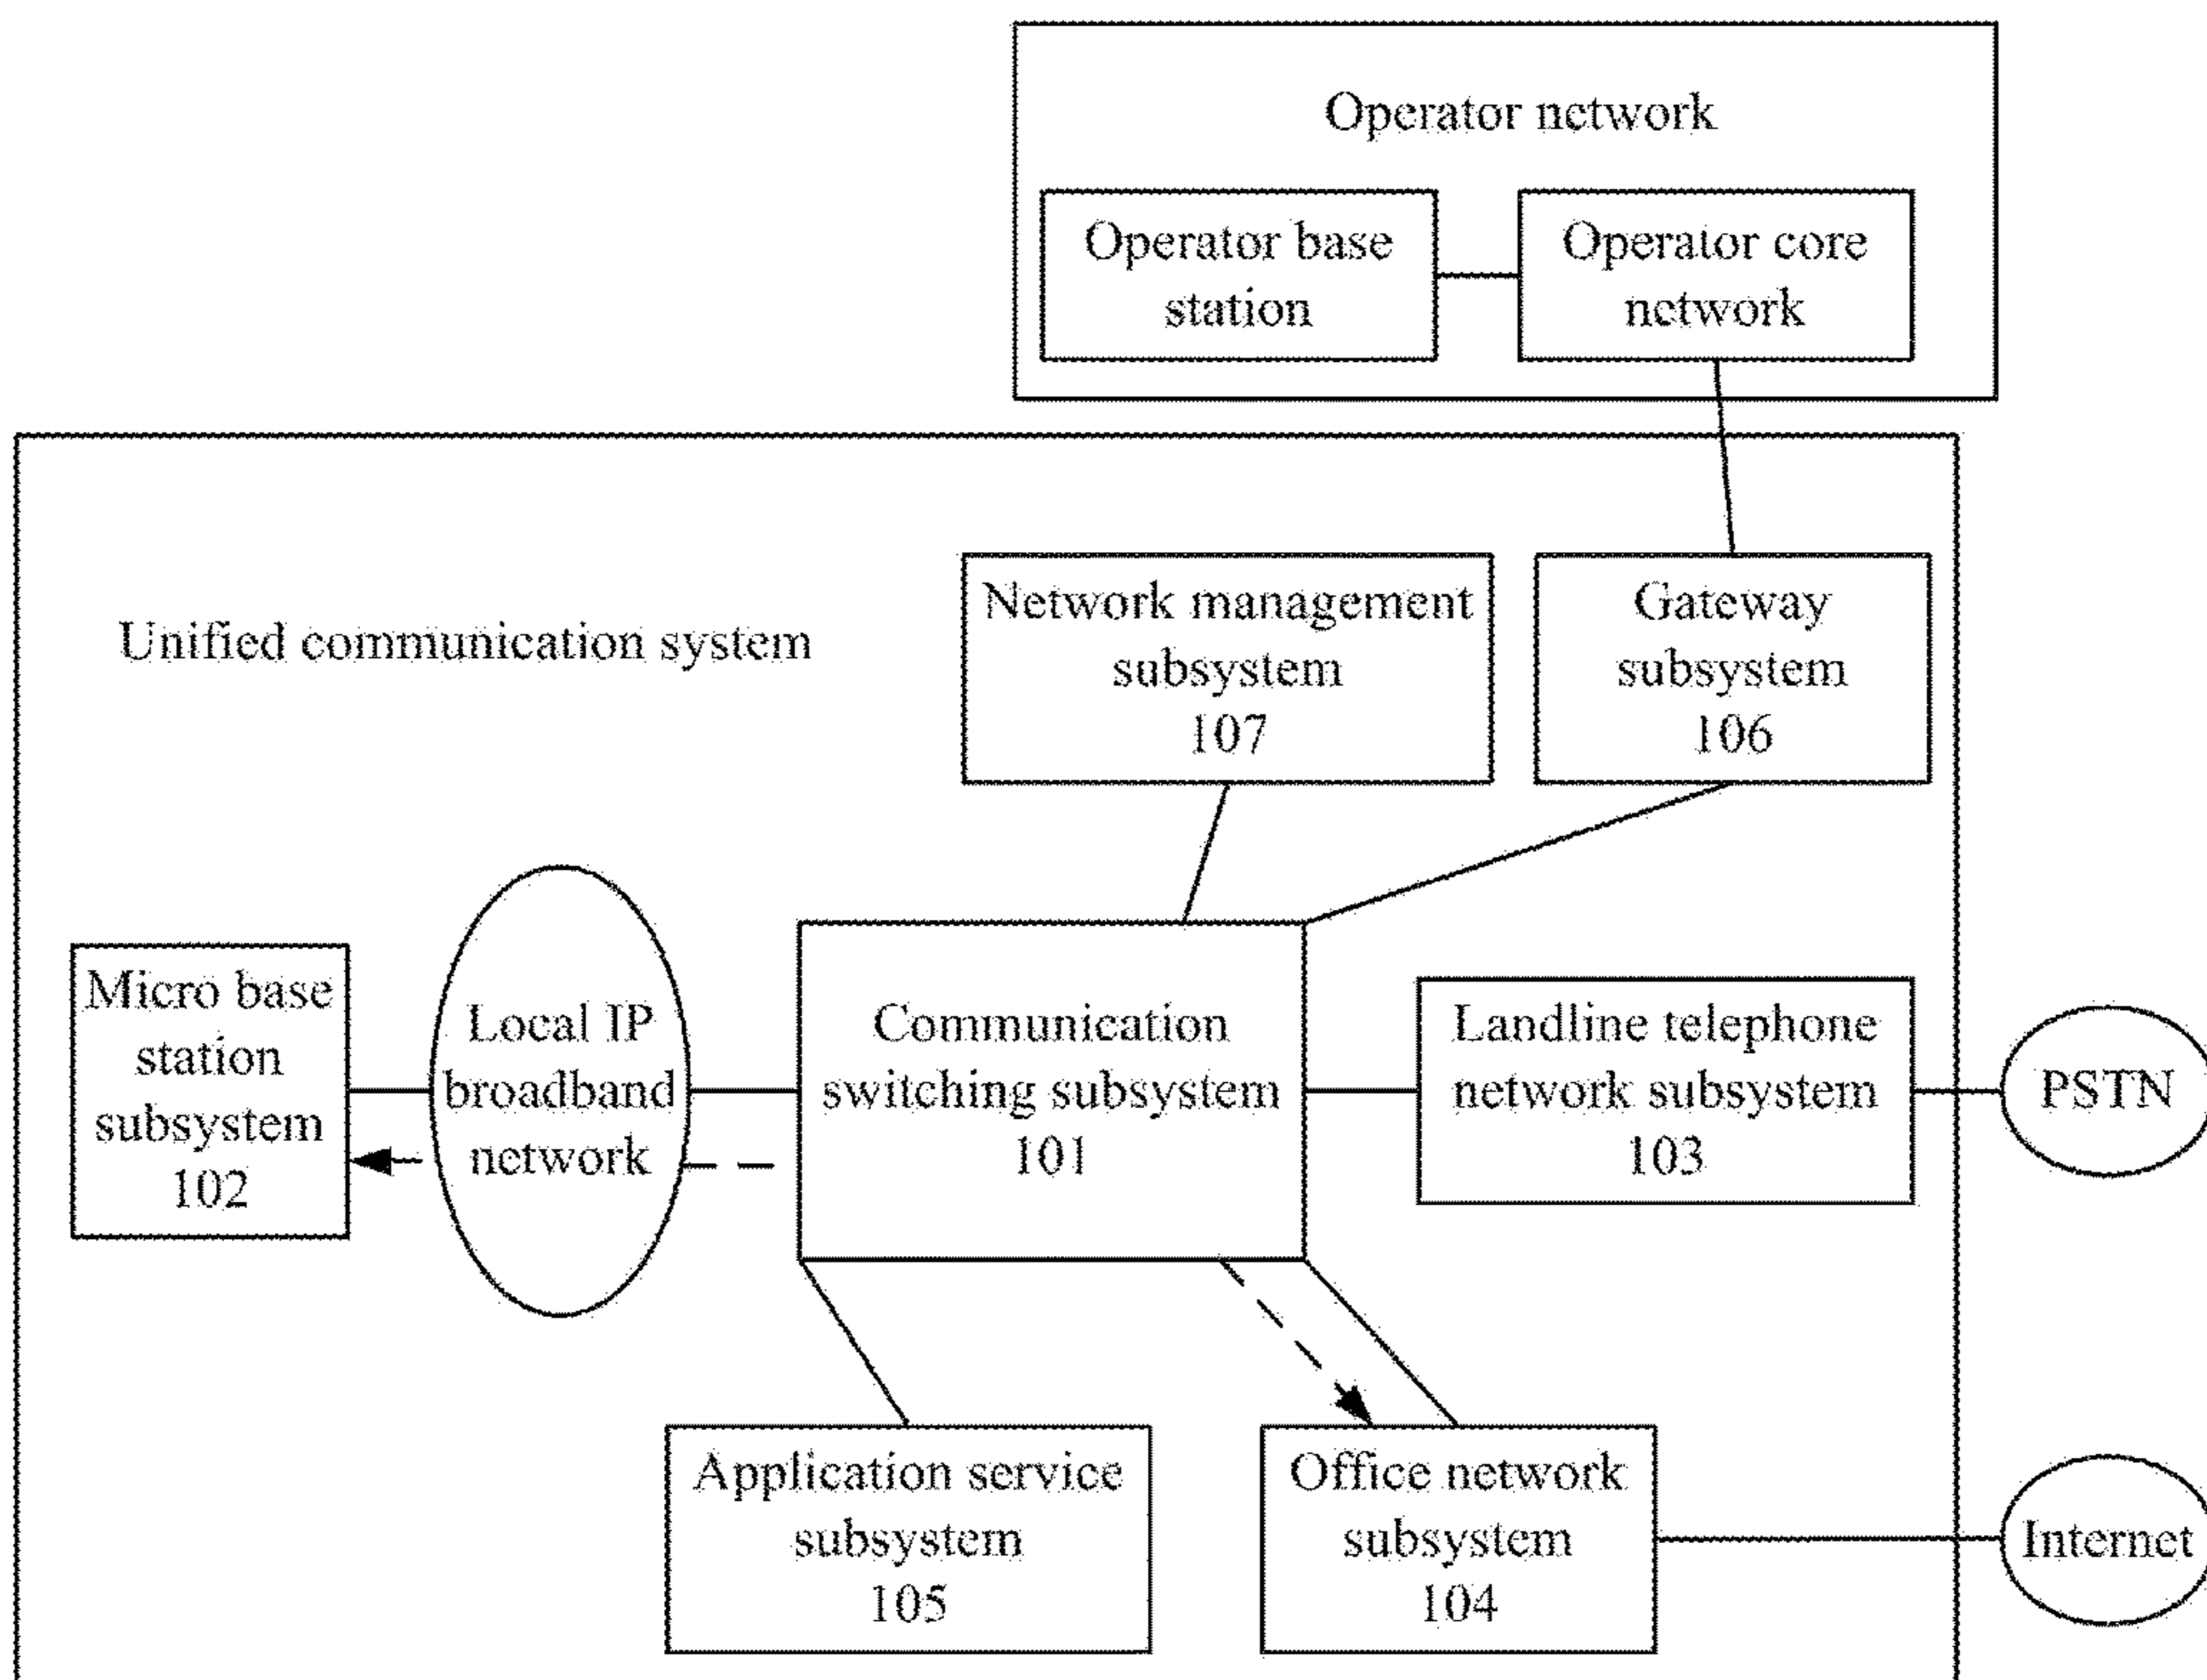 Operator network
Operator base
station
Operator core
network
Unified communication system
Network management
subsystem
107
Gateway
subsystem
106
Micro base
station
subsystem
102
Local IP
broadband
network
Communication
switching subsystem
101
Landline telephone
network subsystem
103
PSTN
Application service
subsystem
105
Office network
subsystem
104
Internet